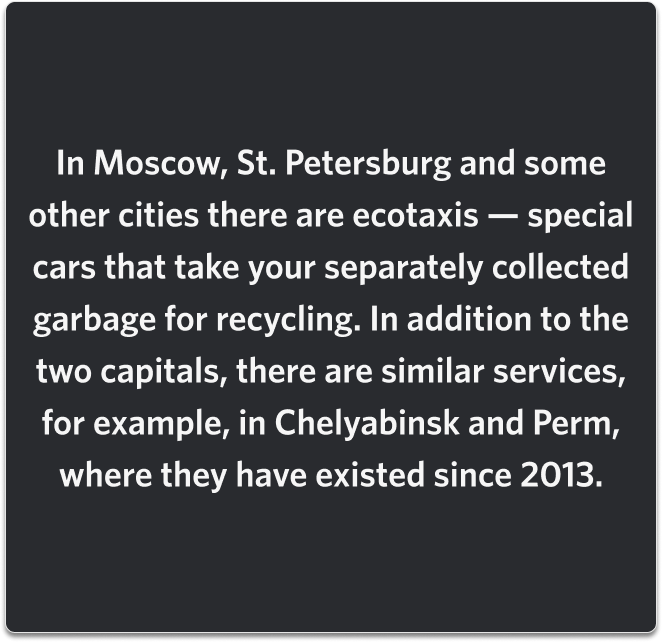 In Moscow, St. Petersburg and some
other cities there are ecotaxis — special
cars that take your separately collected
garbage for recycling. In addition to the
two capitals, there are similar services,
for example, in Chelyabinsk and Perm,
where they have existed since 2013.